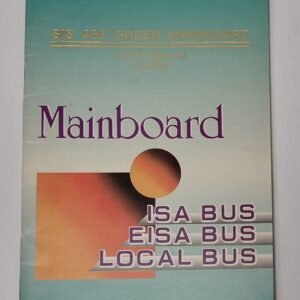 SIS 486 GREEN MAINBOARD
Mainboard
ISA BUS
EISA BUS
LOCAL BUS